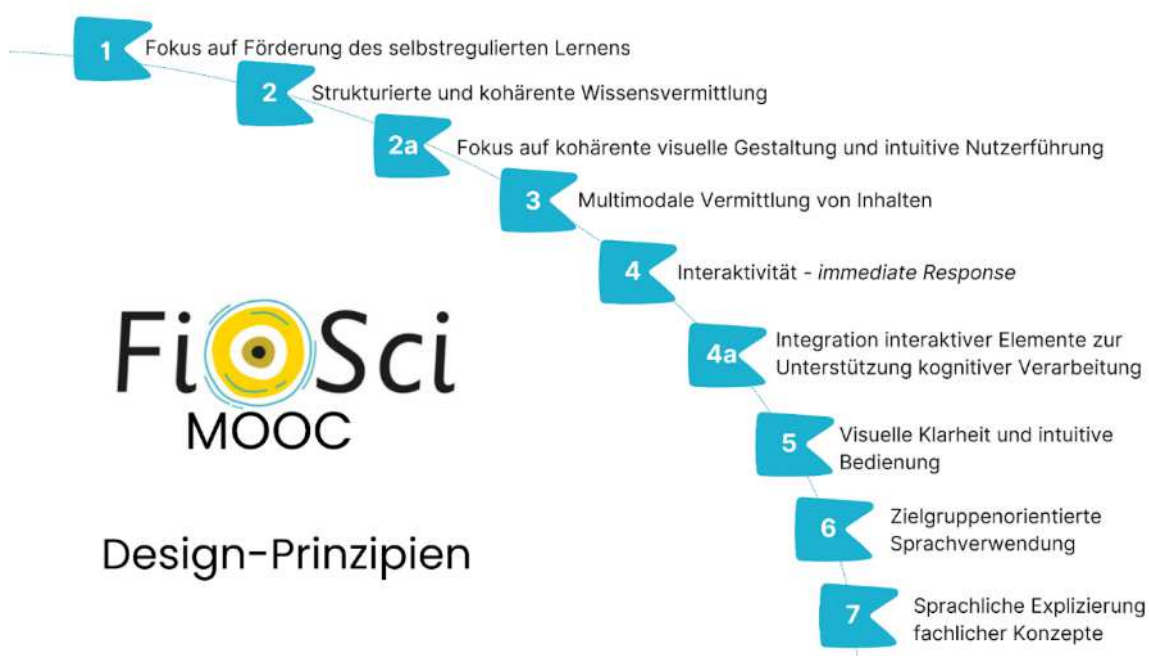 1 Fokus auf Förderung des selbstregulierten Lernens
2 Strukturierte und kohärente Wissensvermittlung
2a Fokus auf kohärente visuelle Gestaltung und intuitive Nutzerführung
3 Multimodale Vermittlung von Inhalten
4 Interaktivität - immediate Response
4a Integration interaktiver Elemente zur
Unterstützung kognitiver Verarbeitung
5 Visuelle Klarheit und intuitive
Bedienung
6 Zielgruppenorientierte
Sprachverwendung
7 Sprachliche Explizierung
fachlicher Konzepte
FioSci
MOOC
Design-Prinzipien